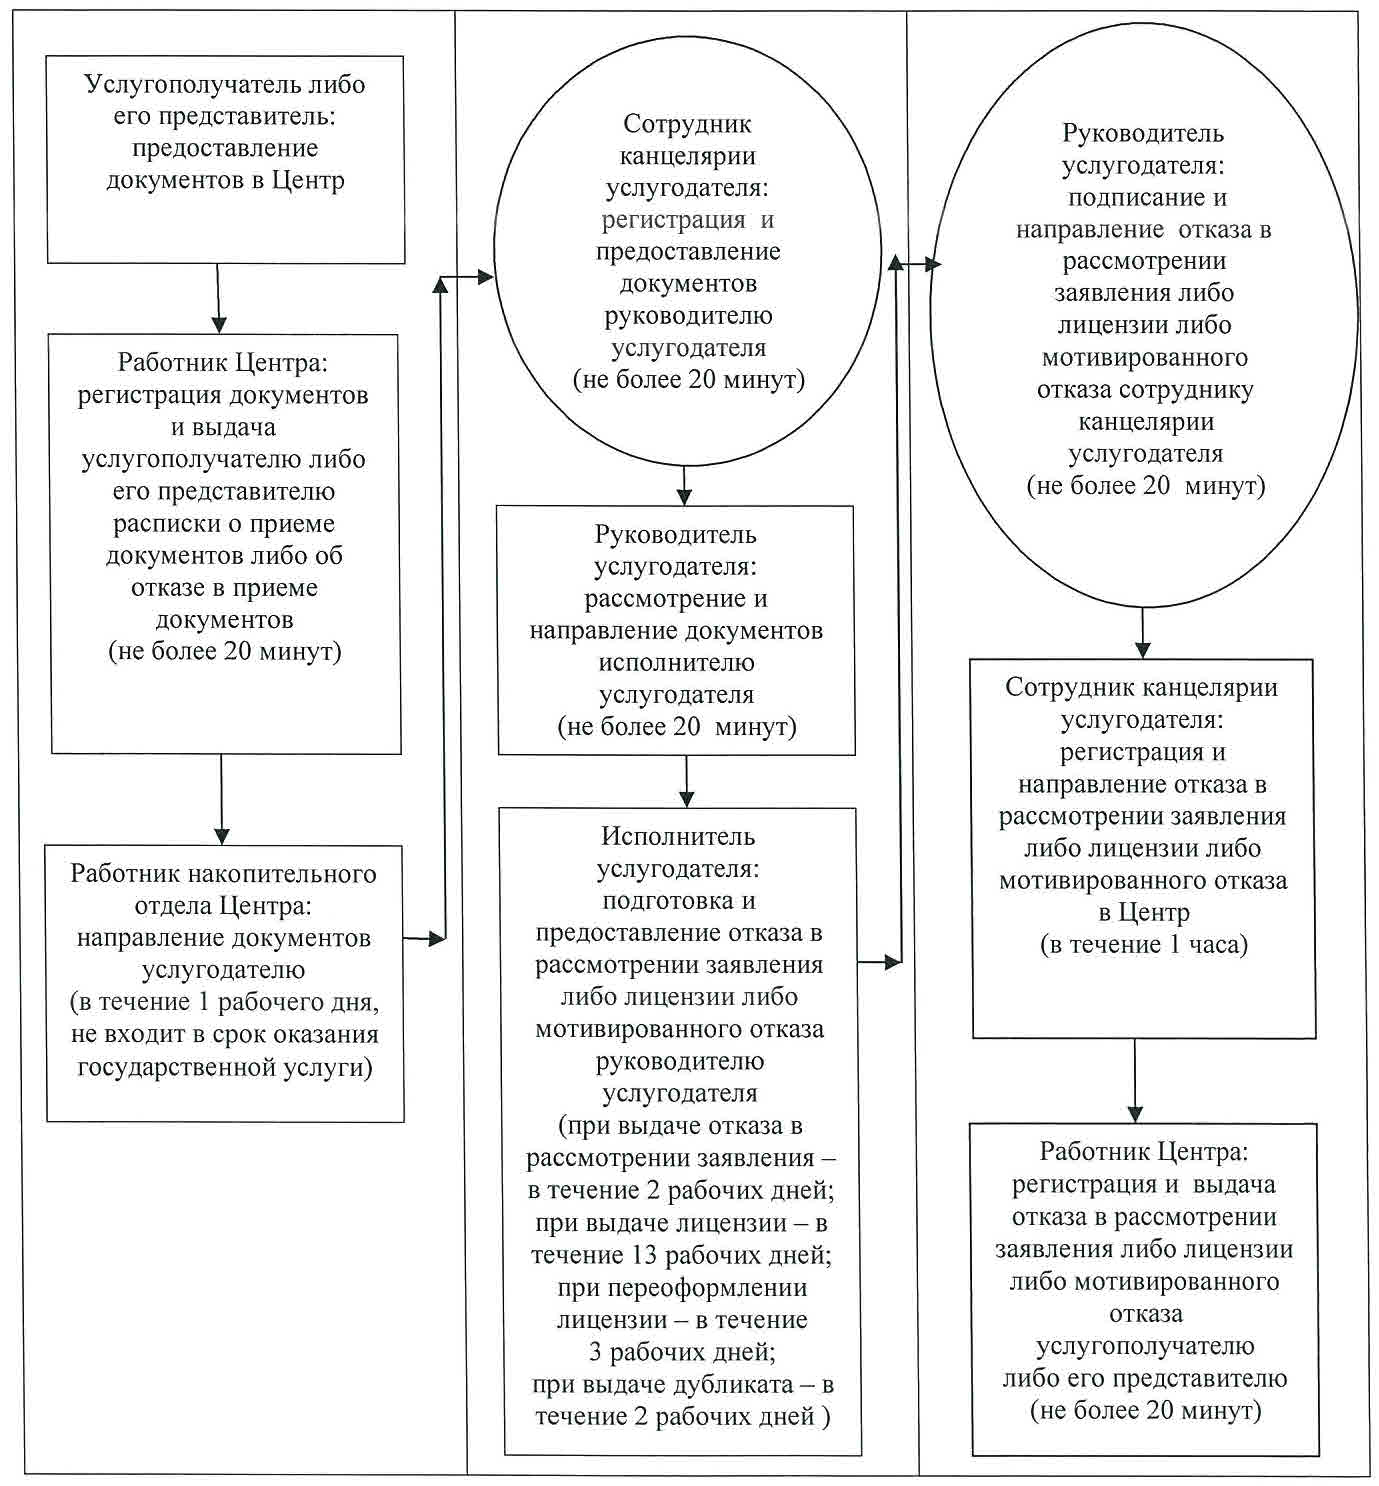 Услугополучатель либо
его представитель:
предоставление
документов в Центр
Работник Центра:
регистрация документов
и выдача
услугополучателю либо
его представителю
расписки о приеме
документов либо об
отказе в приеме
документов
(не более 20 минут)
Работник накопительного
отдела Центра:
направление документов
услугодателю
(в течение 1 рабочего дня,
не входит в срок оказания
государственной услуги)
Сотрудник
канцелярии
услугодателя:
регистрация и
предоставление
документов
руководителю
услугодателя
(не более 20 минут)
Руководитель
услугодателя:
рассмотрение и
направление документов
исполнителю
услугодателя
(не более 20 минут)
Исполнитель
услугодателя:
подготовка и
предоставление отказа в
рассмотрении заявления
либо лицензии либо
мотивированного отказа
руководителю
услугодателя
(при выдаче отказа в
рассмотрении заявления –
в течение 2 рабочих дней;
при выдаче лицензии – в
течение 13 рабочих дней;
при переоформлении
лицензии – в течение
3 рабочих дней;
при выдаче дубликата – в
течение 2 рабочих дней )
Руководитель
услугодателя:
подписание и
направление отказа в
рассмотрении
заявления либо
лицензии либо
мотивированного
отказа сотруднику
канцелярии
услугодателя
(не более 20 минут)
Сотрудник канцелярии
услугодателя:
регистрация и
направление отказа в
рассмотрении заявления
либо лицензии либо
мотивированного отказа
в Центр
(в течение 1 часа)
Работник Центра:
регистрация и выдача
отказа в рассмотрении
заявления либо лицензии
либо мотивированного
отказа
услугополучателю
либо его представителю
(не более 20 минут)